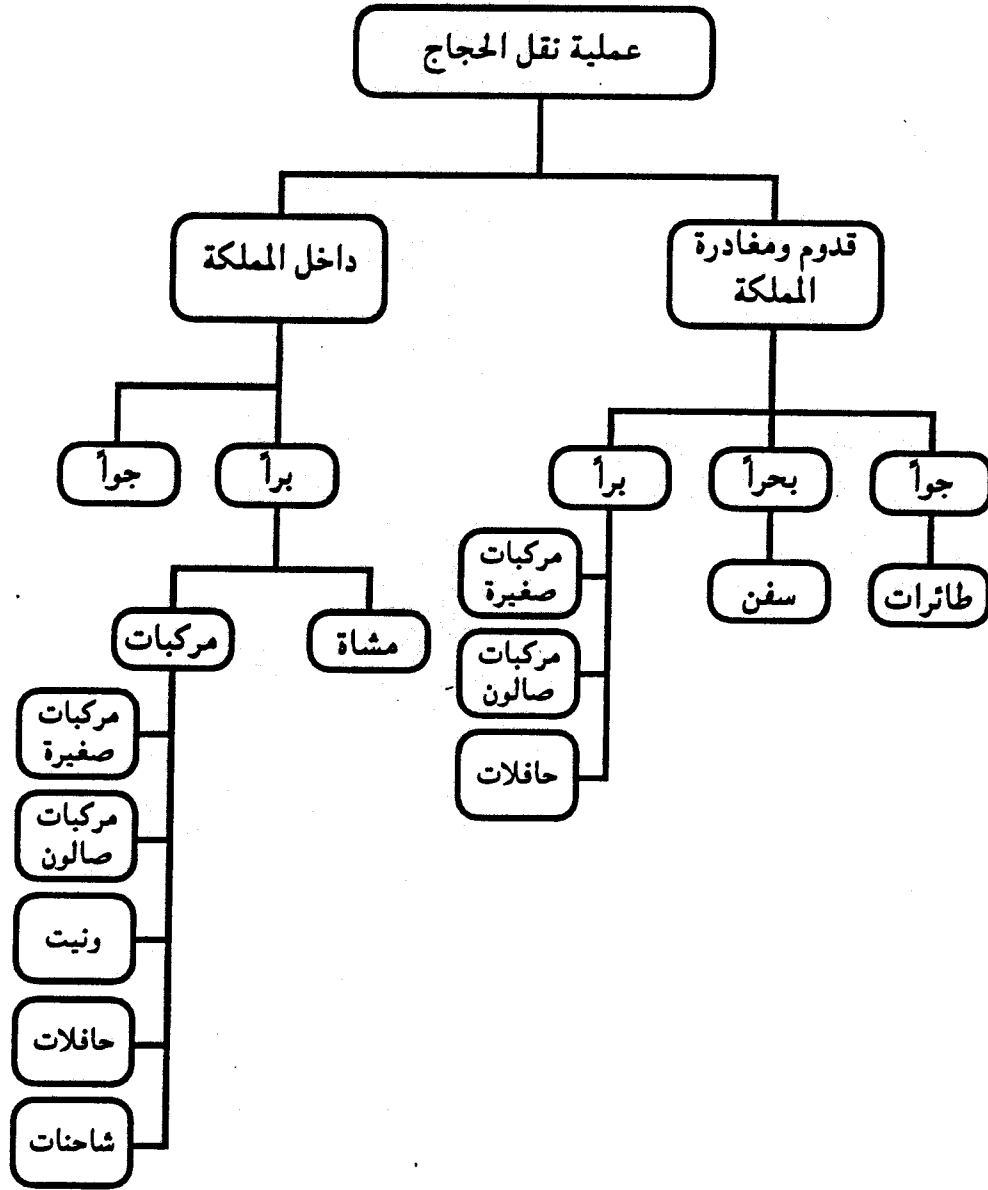 عملية نقل الحجاج
قدوم ومغادرة
المملكة
داخل المملكة
جواً
بحراً
براً
طائرات
سفن
مركبات
صغيرة
مركبات
صالون
حافلات
براً
جواً
مشاة
مركبات
مركبات
صغيرة
مركبات
صالون
ونيت
حافلات
شاحنات